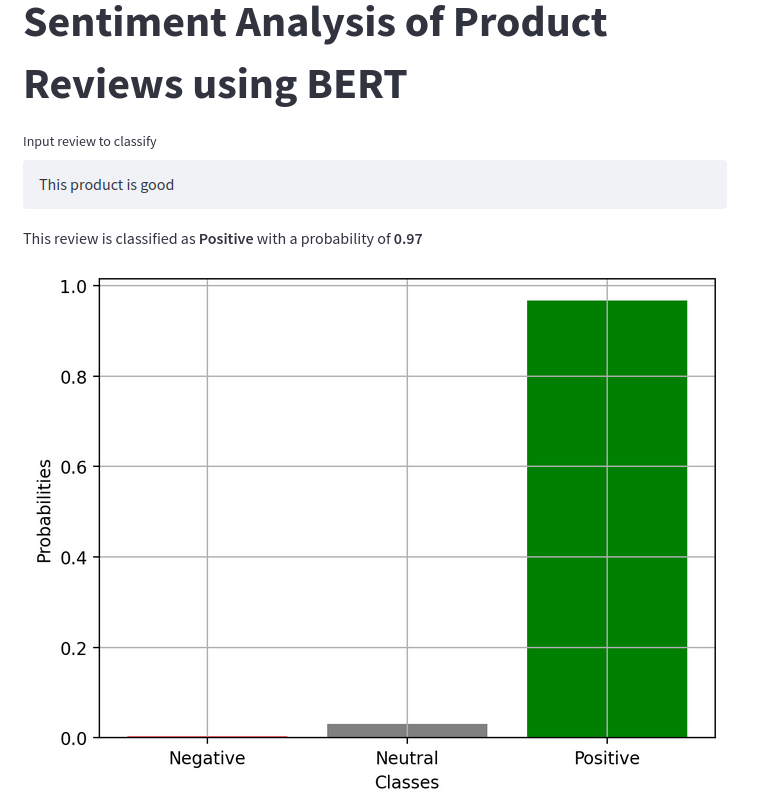 Sentiment Analysis of Product
Reviews using BERT
Input review to classify
This product is good
This review is classified as Positive with a probability of 0.97
1.0
0.8
0.6
0.4
0.2
0.0
Probabilities
Negative Neutral Positive
Classes